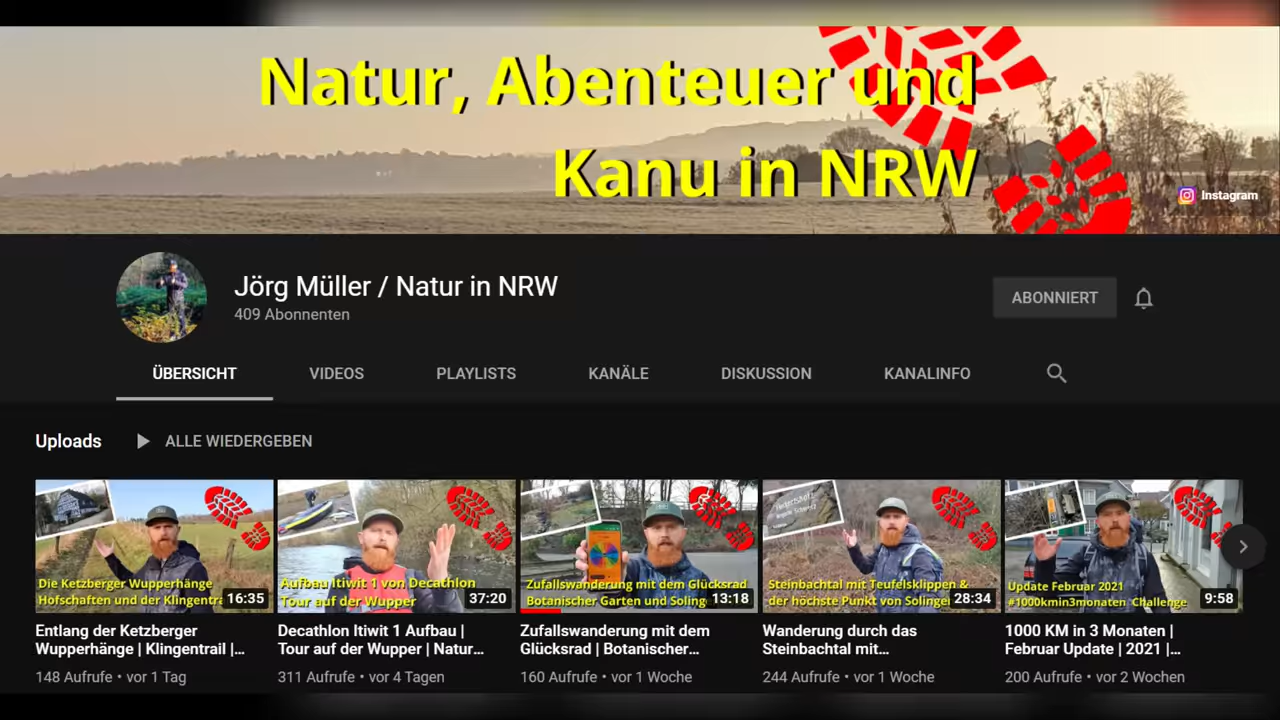 Natur, Abenteuer und
Kanu in NRW
Instagram
Jörg Müller / Natur in NRW
409 Abonnenten
ABONNIERT
ÜBERSICHT VIDEOS PLAYLISTS KANÄLE DISKUSSION KANALINFO
Uploads ALLE WIEDERGEBEN
Die Ketzberger Wupperhänge
Hofschaften und der Klingentra
16:35
Entlang der Ketzberger
Wupperhänge | Klingentrail |...
148 Aufrufe • vor 1 Tag
Aufbau Itiwit 1 von Decathlon
Tour auf der Wupper
37:20
Decathlon Itiwit 1 Aufbau |
Tour auf der Wupper | Natur...
311 Aufrufe • vor 4 Tagen
Zufallswanderung mit dem Glücksrad
Botanischer Garten und Soling
13:18
Zufallswanderung mit dem
Glücksrad | Botanischer...
160 Aufrufe • vor 1 Woche
Steinbachtal mit Teufelsklippen &
der höchste Punkt von Solingen
28:34
Wanderung durch das
Steinbachtal mit...
244 Aufrufe • vor 1 Woche
Update Februar 2021
#1000kmin3monaten Challenge
9:58
1000 KM in 3 Monaten |
Februar Update | 2021 |...
200 Aufrufe • vor 2 Wochen